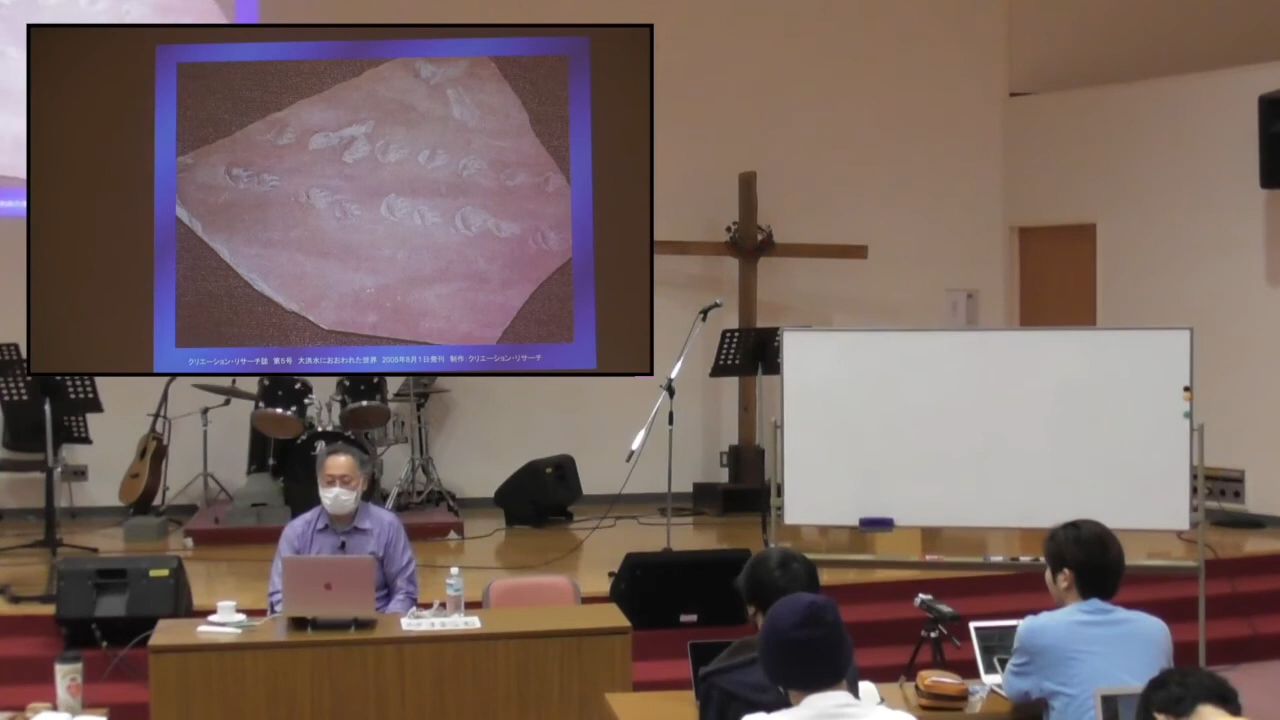 クリエーション・リサーチ誌 第5号 大洪水におおわれた世界 2005年8月1日発刊 制作:クリエーション・リサーチ